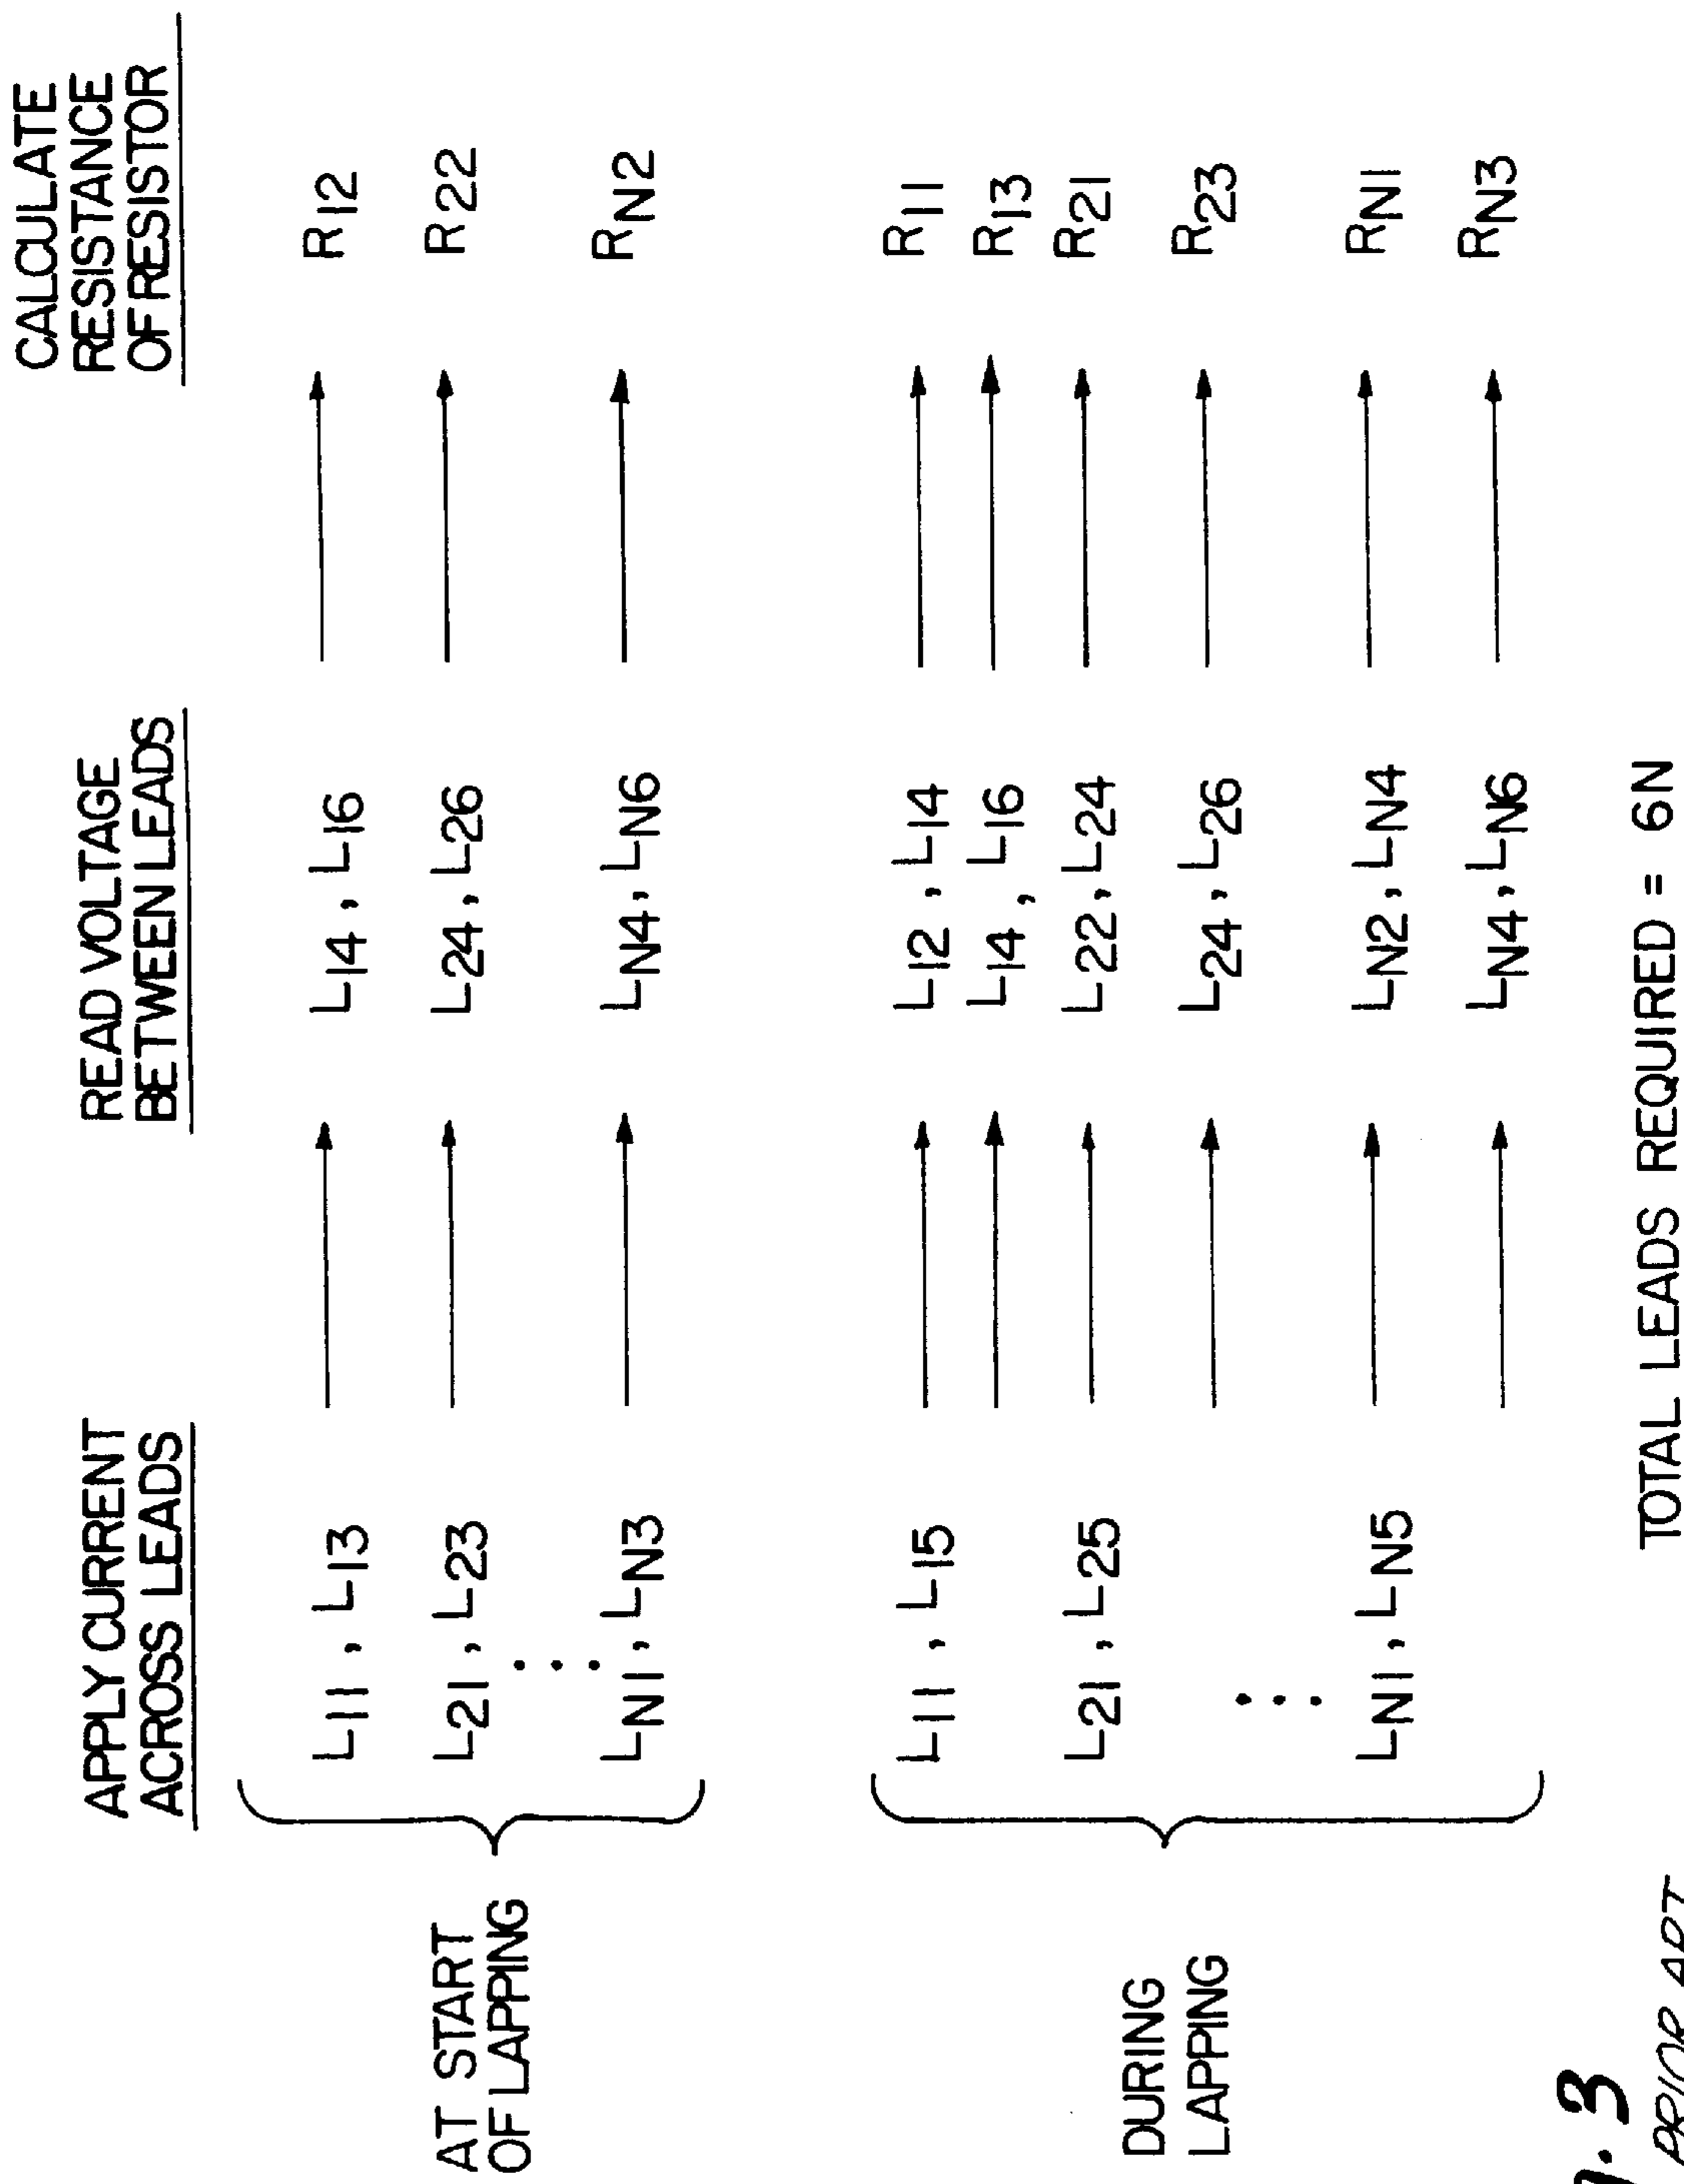 APPLY CURRENT
ACROSS LEADS
READ VOLTAGE
BETWEEN LEADS
CALCULATE
RESISTANCE
OF RESISTOR
AT START
OF LAPPING
L11, L13 L14, L16 R12
L21, L23 L24, L26 R22
LN1, LN3 LN4, LN6 RN2
DURING
LAPPING
L11, L15 L12, L14 R11
L14, L16 R13
L21, L25 L22, L24 R21
L24, L26 R23
LN1, LN5 LN2, LN4 RN1
LN4, LN6 RN3
TOTAL LEADS REQUIRED = 6N
3
PRIOR ART